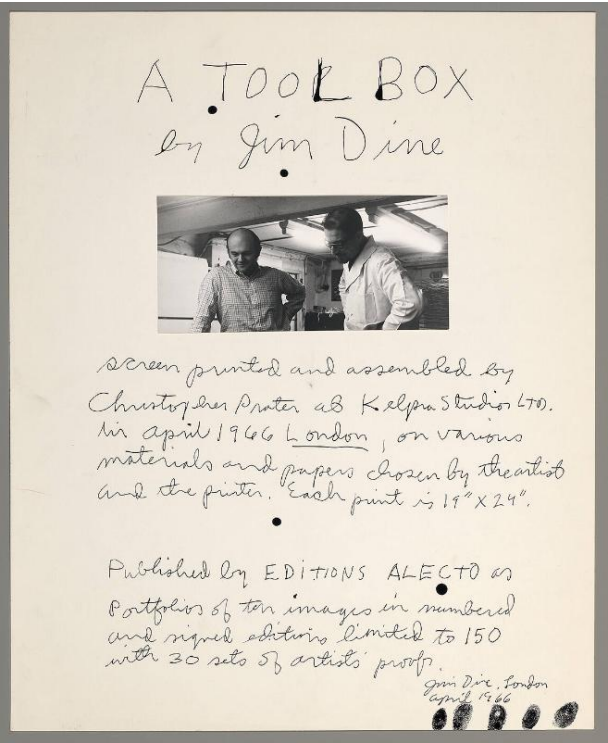 A TOOL BOX
by Jim Dine
screen printed and assembled by
Christopher Prater at Kelpra Studios LTD.
in april 1966 London, on various
materials and papers chosen by the artist
and the printer. Each print is 19" X 24".
Published by EDITIONS ALECTO as
Portfolios of ten images in numbered
and signed editions limited to 150
with 30 sets of artists' proofs.
Jim Dine, London
april 1966